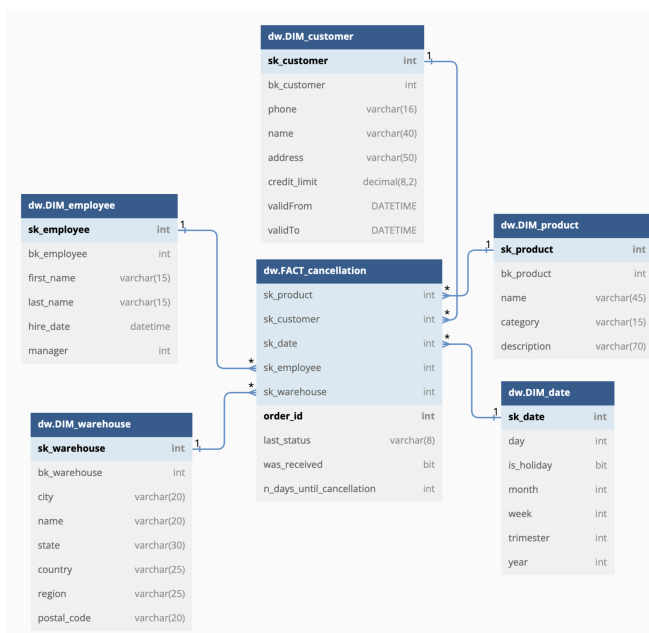 dw.DIM_customer
sk_customer int
bk_customer int
phone varchar(16)
name varchar(40)
address varchar(50)
credit_limit decimal(8,2)
validFrom DATETIME
validTo DATETIME
1
dw.DIM_employee
sk_employee int
bk_employee int
first_name varchar(15)
last_name varchar(15)
hire_date datetime
manager int
1
dw.FACT_cancellation
sk_product int
sk_customer int
sk_date int
sk_employee int
sk_warehouse int
order_id int
last_status varchar(8)
was_received bit
n_days_until_cancellation int
*
*
*
*
*
dw.DIM_product
sk_product int
bk_product int
name varchar(45)
category varchar(15)
description varchar(70)
1
dw.DIM_warehouse
sk_warehouse int
bk_warehouse int
city varchar(20)
name varchar(20)
state varchar(30)
country varchar(25)
region varchar(25)
postal_code varchar(20)
1
dw.DIM_date
sk_date int
day int
is_holiday bit
month int
week int
trimester int
year int
1